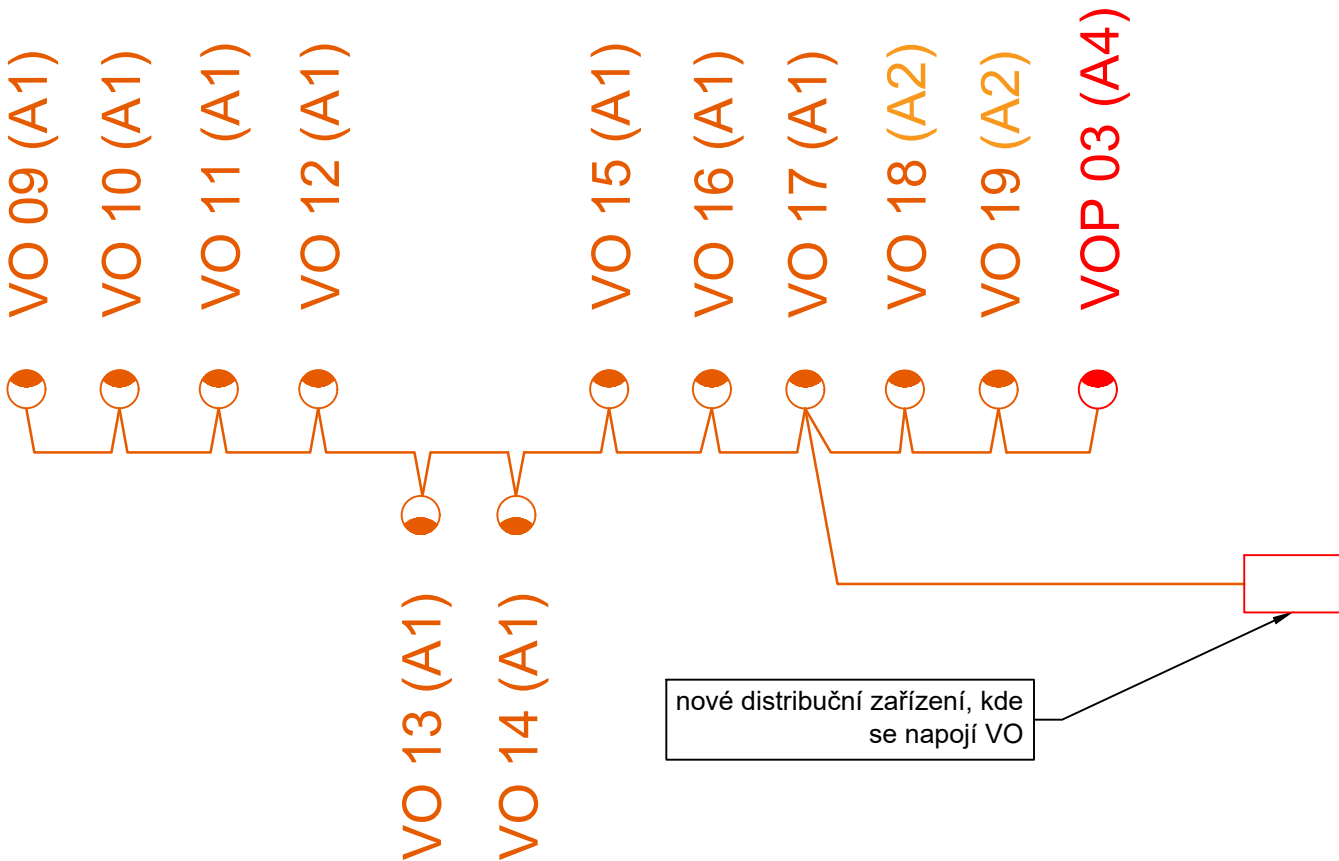 VO 09 (A1)
VO 10 (A1)
VO 11 (A1)
VO 12 (A1)
VO 15 (A1)
VO 16 (A1)
VO 17 (A1)
VO 18 (A2)
VO 19 (A2)
VOP 03 (A4)
VO 13 (A1)
VO 14 (A1)
nové distribuční zařízení, kde
se napojí VO